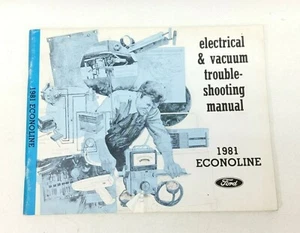 1981 ECONOLINE
electrical
& vacuum
trouble-
shooting
manual
1981
ECONOLINE
Ford